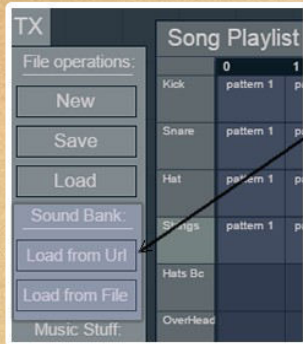 TX
File operations:
New
Save
Load
Sound Bank:
Load from Url
Load from File
Music Stuff:
Song Playlist
0 1
Kick pattern 1
Snare pattern 1
Hat pattern 1
Strings pattern 1
Hats Bc
OverHead